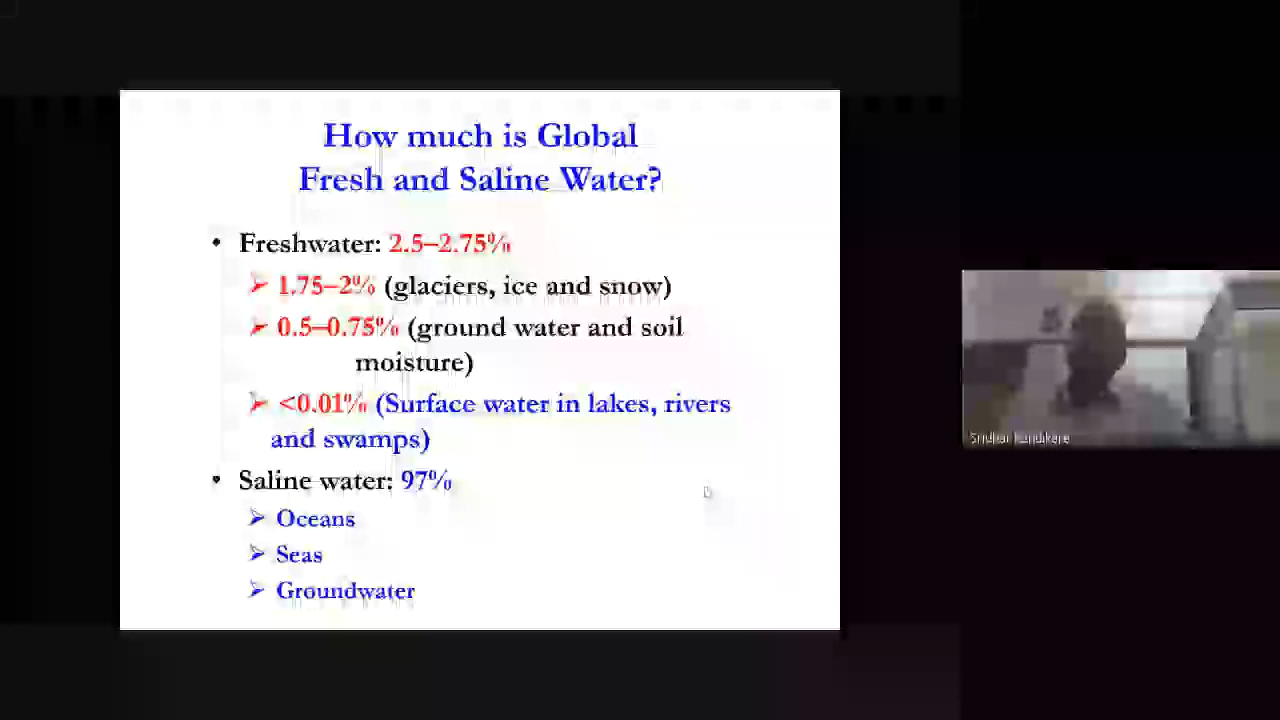 How much is Global
Fresh and Saline Water?
• Freshwater: 2.5–2.75%
➢ 1.75–2% (glaciers, ice and snow)
➢ 0.5–0.75% (ground water and soil
moisture)
➢ <0.01% (Surface water in lakes, rivers
and swamps)
• Saline water: 97%
➢ Oceans
➢ Seas
➢ Groundwater
Sridhar